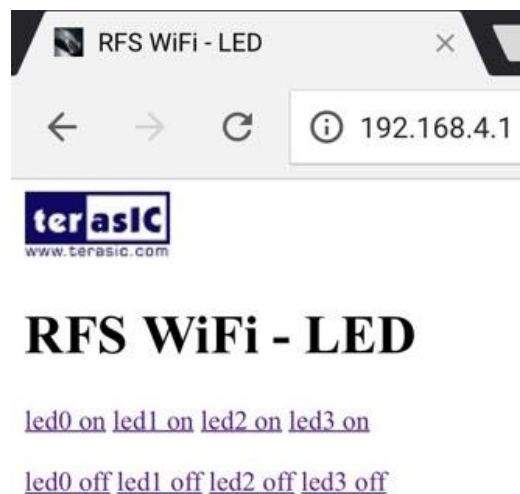 RFS WiFi - LED
192.168.4.1
terasIC
www.terasic.com
RFS WiFi - LED
led0 on led1 on led2 on led3 on
led0 off led1 off led2 off led3 off